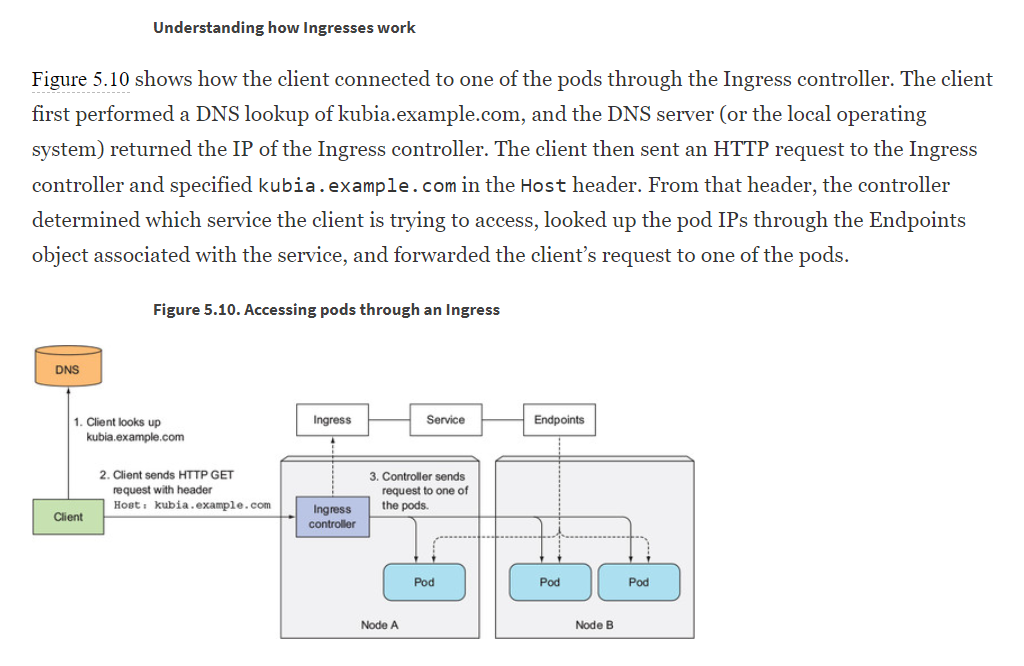 Understanding how Ingresses work
Figure 5.10 shows how the client connected to one of the pods through the Ingress controller. The client
first performed a DNS lookup of kubia.example.com, and the DNS server (or the local operating
system) returned the IP of the Ingress controller. The client then sent an HTTP request to the Ingress
controller and specified kubia.example.com in the Host header. From that header, the controller
determined which service the client is trying to access, looked up the pod IPs through the Endpoints
object associated with the service, and forwarded the client’s request to one of the pods.
Figure 5.10. Accessing pods through an Ingress
DNS
1. Client looks up
kubia.example.com
Ingress
Service
Endpoints
2. Client sends HTTP GET
request with header
Host: kubia.example.com
3. Controller sends
request to one of
the pods.
Client
Ingress
controller
Pod
Pod
Pod
Node A
Node B